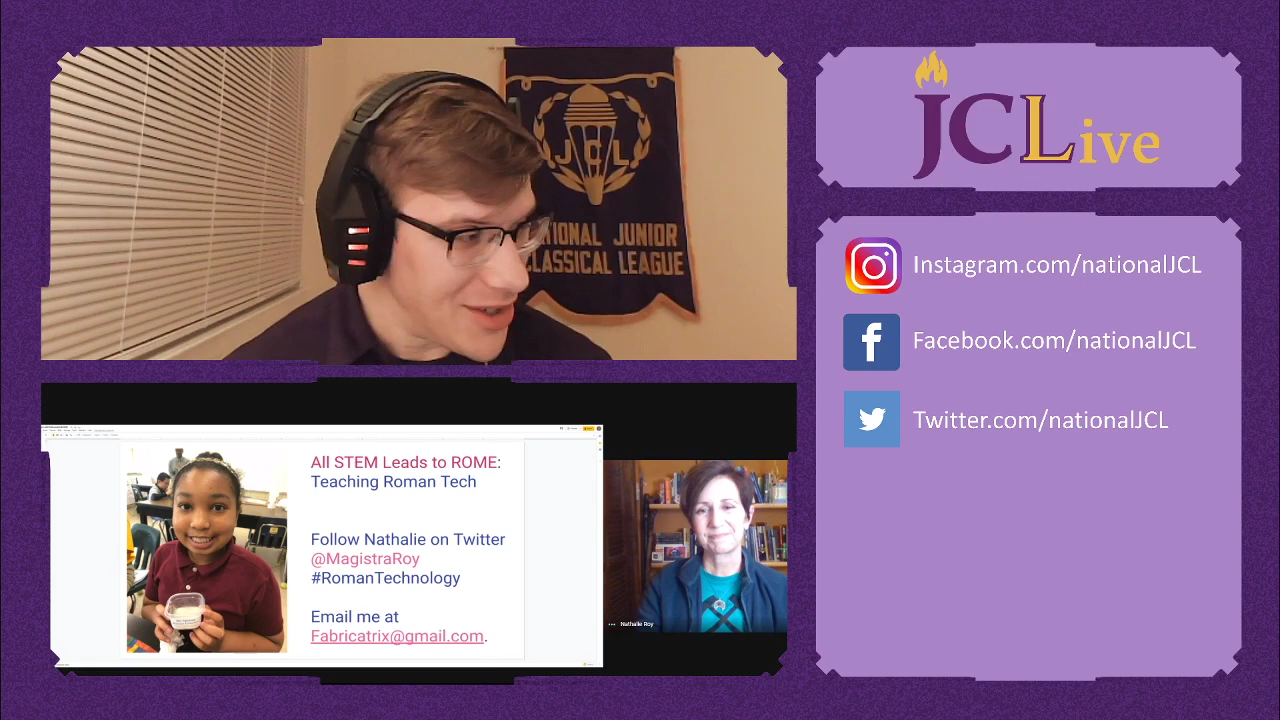 JCL
NATIONAL JUNIOR
CLASSICAL LEAGUE
JCLive
Instagram.com/nationalJCL
Facebook.com/nationalJCL
Twitter.com/nationalJCL
All STEM Leads to ROME:
Teaching Roman Tech
Follow Nathalie on Twitter
@MagistraRoy
#RomanTechnology
Email me at
Fabricatrix@gmail.com.
Nathalie Roy